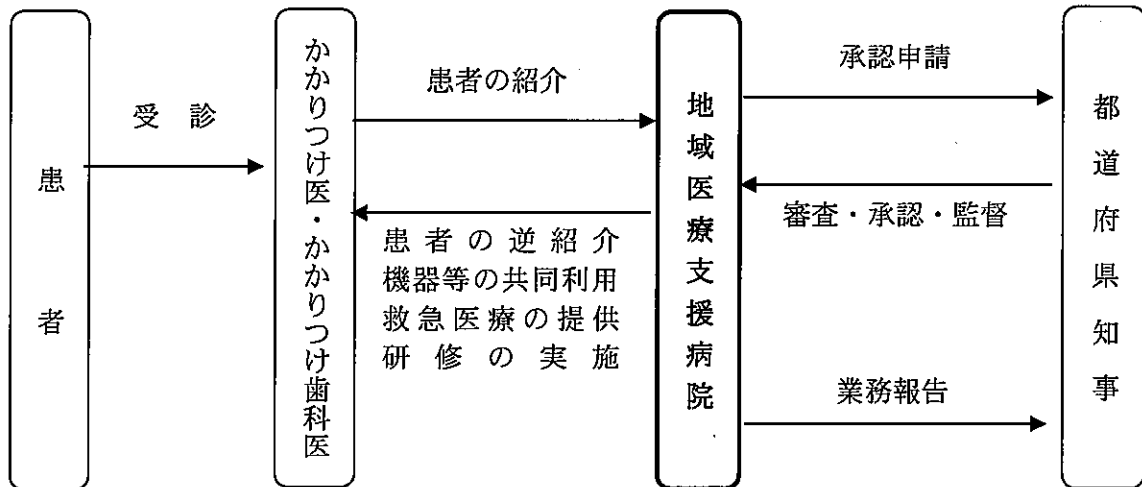 患者
受診
かかりつけ医・かかりつけ歯科医
患者の紹介
患者の逆紹介
機器等の共同利用
救急医療の提供
研修の実施
地域医療支援病院
承認申請
審査・承認・監督
業務報告
都道府県知事